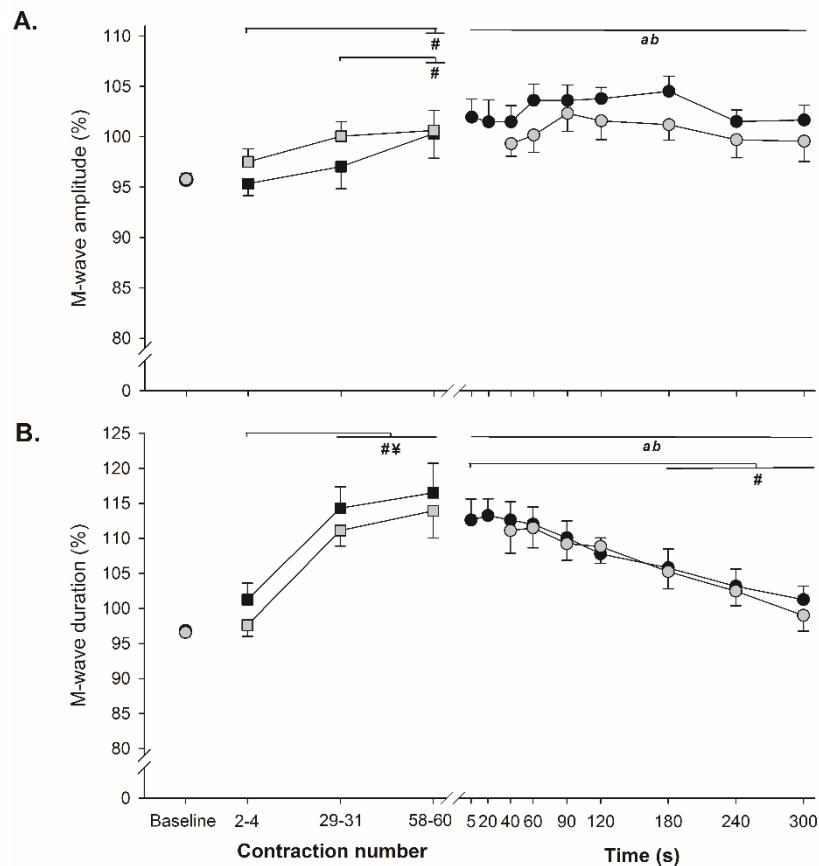 A.
110
105
100
95
90
85
80
0
M-wave amplitude (%)
#
#
ab
B.
125
120
115
110
105
100
95
90
85
80
0
M-wave duration (%)
#¥
ab
#
Baseline 2-4 29-31 58-60 5 20 40 60 90 120 180 240 300
Contraction number Time (s)